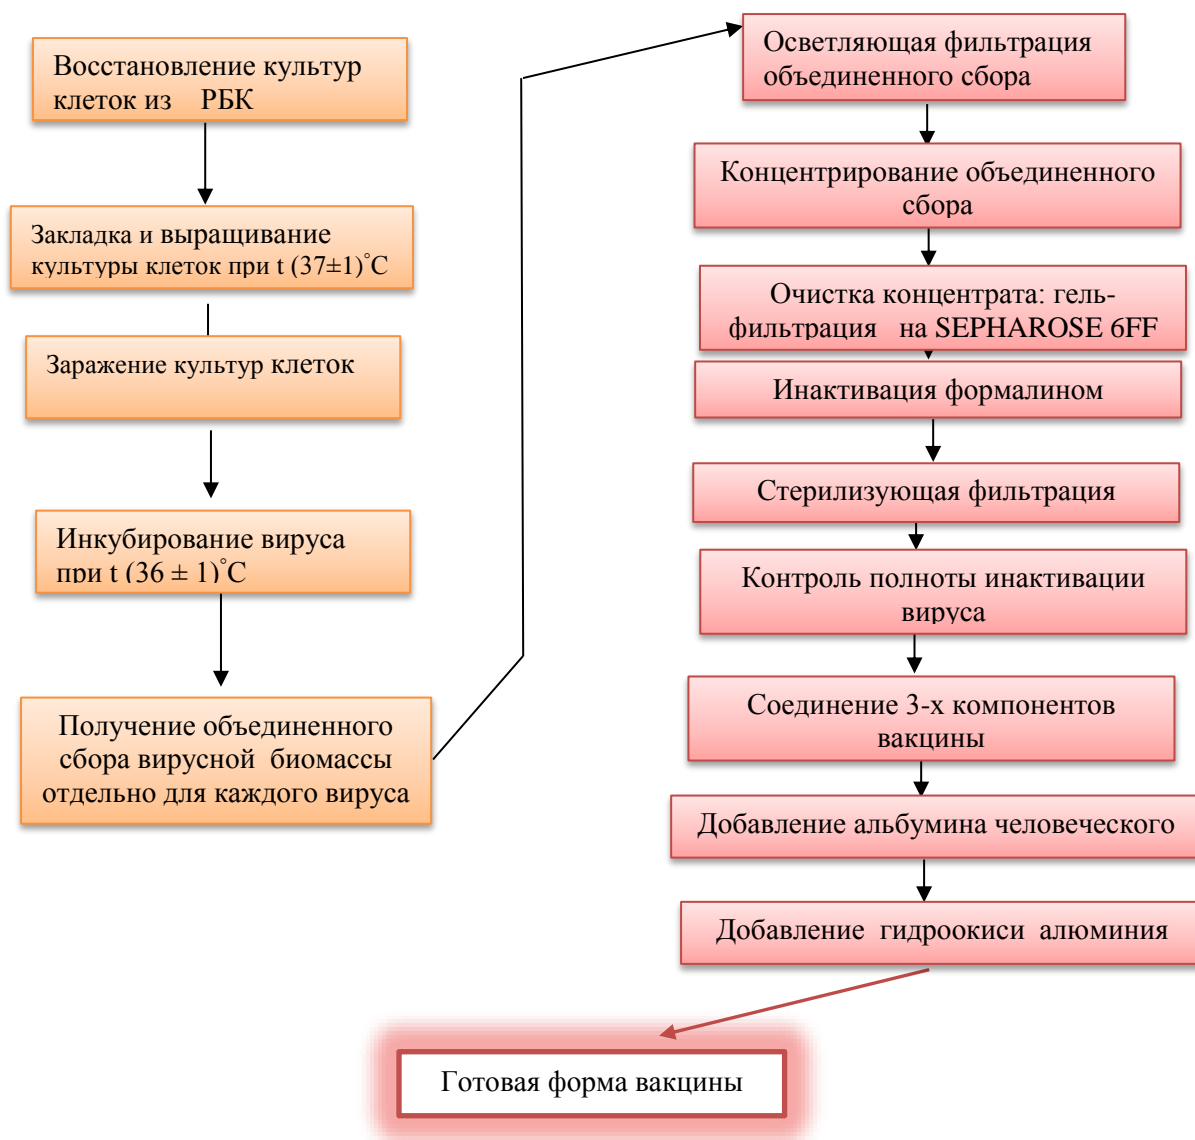 Восстановление культур
клеток из РБК
Закладка и выращивание
культуры клеток при t (37±1)°C
Заражение культур клеток
Инкубирование вируса
при t (36 ± 1)°C
Получение объединенного
сбора вирусной биомассы
отдельно для каждого вируса
Осветляющая фильтрация
объединенного сбора
Концентрирование объединенного
сбора
Очистка концентрата: гель-
фильтрация на SEPHAROSE 6FF
Инактивация формалином
Стерилизующая фильтрация
Контроль полноты инактивации
вируса
Соединение 3-х компонентов
вакцины
Добавление альбумина человеческого
Добавление гидроокиси алюминия
Готовая форма вакцины